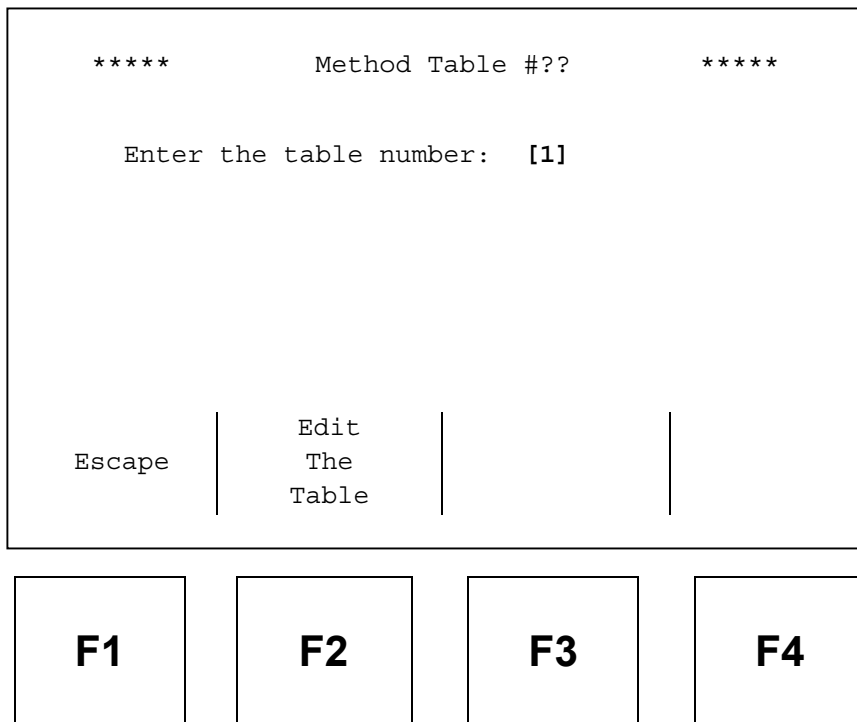 ***** Method Table #?? *****
Enter the table number: [1]
Edit
Escape The
Table
F1 F2 F3 F4